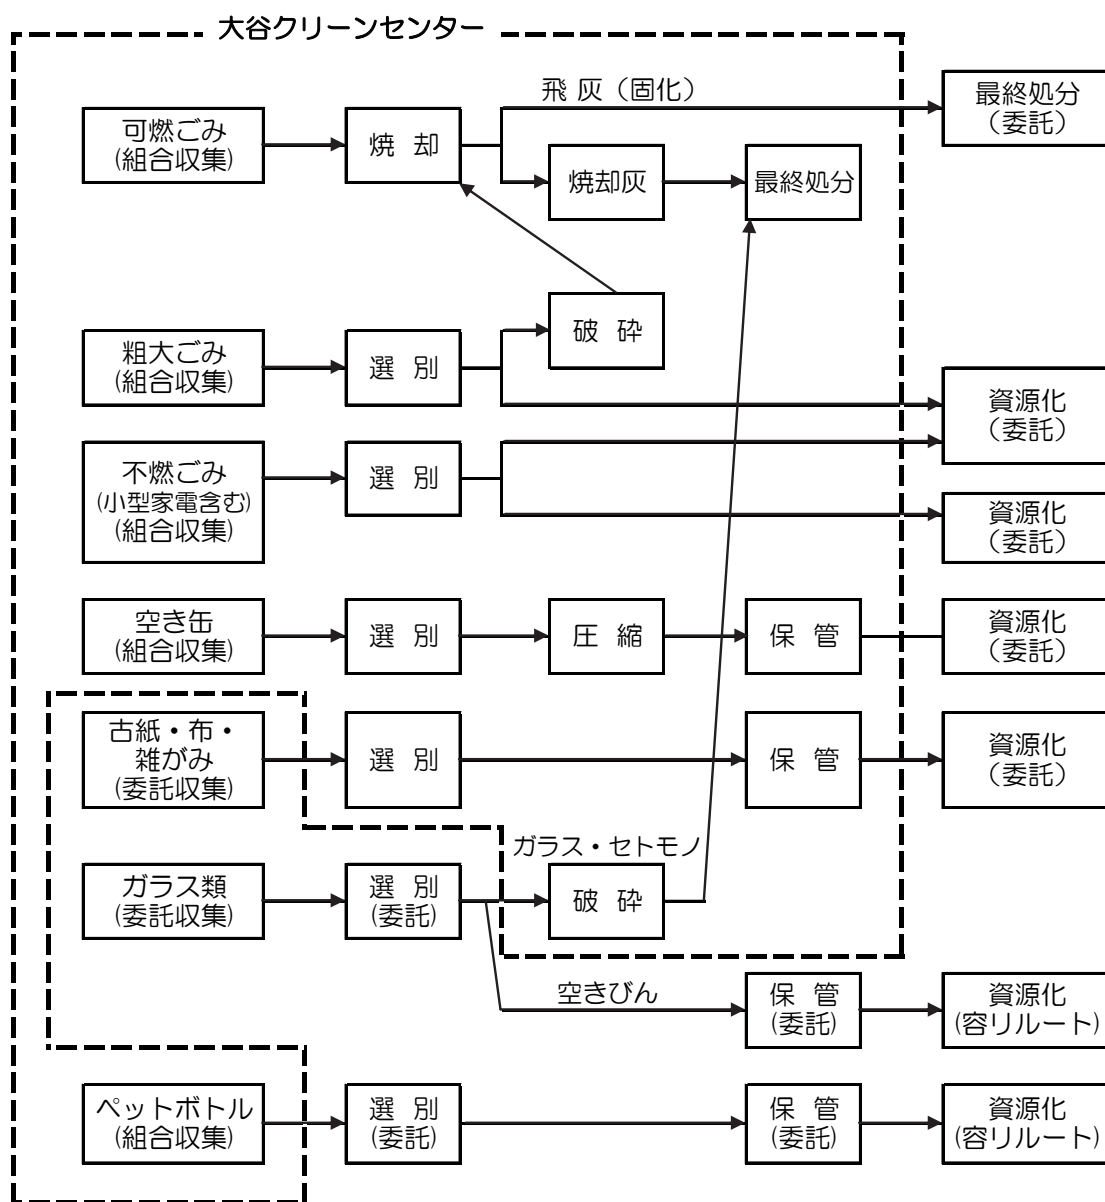 大谷クリーンセンター
可燃ごみ
(組合収集)
焼 却
飛 灰（固化）
最終処分
（委託）
焼却灰
最終処分
粗大ごみ
(組合収集)
選 別
破 砕
資源化
（委託）
不燃ごみ
(小型家電含む)
(組合収集)
選 別
資源化
（委託）
空き缶
(組合収集)
選 別
圧 縮
保 管
資源化
（委託）
古紙・布・
雑がみ
(委託収集)
選 別
保 管
資源化
（委託）
ガラス類
(委託収集)
選 別
(委託)
ガラス・セトモノ
破 砕
空きびん
保 管
(委託)
資源化
(容リルート)
ペットボトル
(組合収集)
選 別
(委託)
保 管
(委託)
資源化
(容リルート)